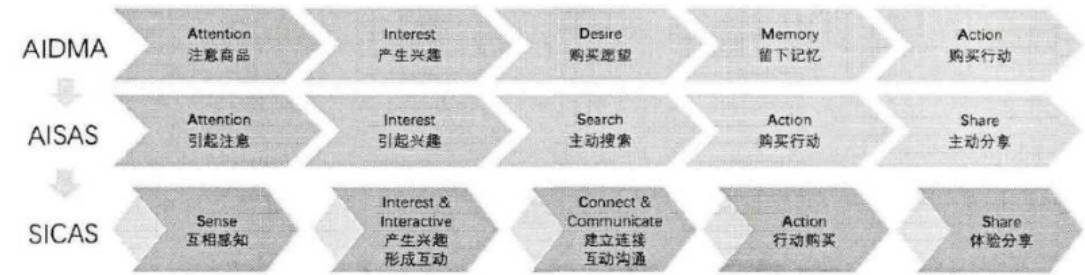 AIDMA
Attention
注意商品
Interest
产生兴趣
Desire
购买愿望
Memory
留下记忆
Action
购买行动
AISAS
Attention
引起注意
Interest
引起兴趣
Search
主动搜索
Action
购买行动
Share
主动分享
SICAS
Sense
互相感知
Interest &
Interactive
产生兴趣
形成互动
Connect &
Communicate
建立连接
互动沟通
Action
行动购买
Share
体验分享